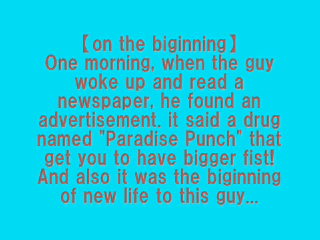 【on the biginning】
One morning, when the guy
woke up and read a
newspaper, he found an
advertisement. it said a drug
named "Paradise Punch" that
get you to have bigger fist!
And also it was the biginning
of new life to this guy...